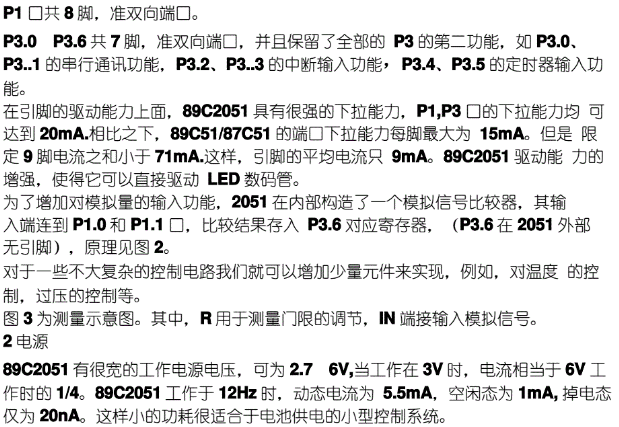 P1 口共 8 脚，准双向端口。
P3.0 P3.6 共 7 脚，准双向端口，并且保留了全部的 P3 的第二功能，如 P3.0、
P3..1 的串行通讯功能，P3.2、P3..3 的中断输入功能，P3.4、P3.5 的定时器输入功
能。
在引脚的驱动能力上面，89C2051 具有很强的下拉能力，P1,P3 口的下拉能力均 可
达到 20mA.相比之下，89C51/87C51 的端口下拉能力每脚最大为 15mA。但是 限
定 9 脚电流之和小于 71mA.这样，引脚的平均电流只 9mA。89C2051 驱动能 力的
增强，使得它可以直接驱动 LED 数码管。
为了增加对模拟量的输入功能，2051 在内部构造了一个模拟信号比较器，其输
入端连到 P1.0 和 P1.1 口，比较结果存入 P3.6 对应寄存器，（P3.6 在 2051 外部
无引脚），原理见图 2。
对于一些不大复杂的控制电路我们就可以增加少量元件来实现，例如，对温度 的控
制，过压的控制等。
图 3 为测量示意图。其中，R 用于测量门限的调节，IN 端接输入模拟信号。
2 电源
89C2051 有很宽的工作电源电压，可为 2.7 6V,当工作在 3V 时，电流相当于 6V 工
作时的 1/4。89C2051 工作于 12Hz 时，动态电流为 5.5mA，空闲态为 1mA, 掉电态
仅为 20nA。这样小的功耗很适合于电池供电的小型控制系统。